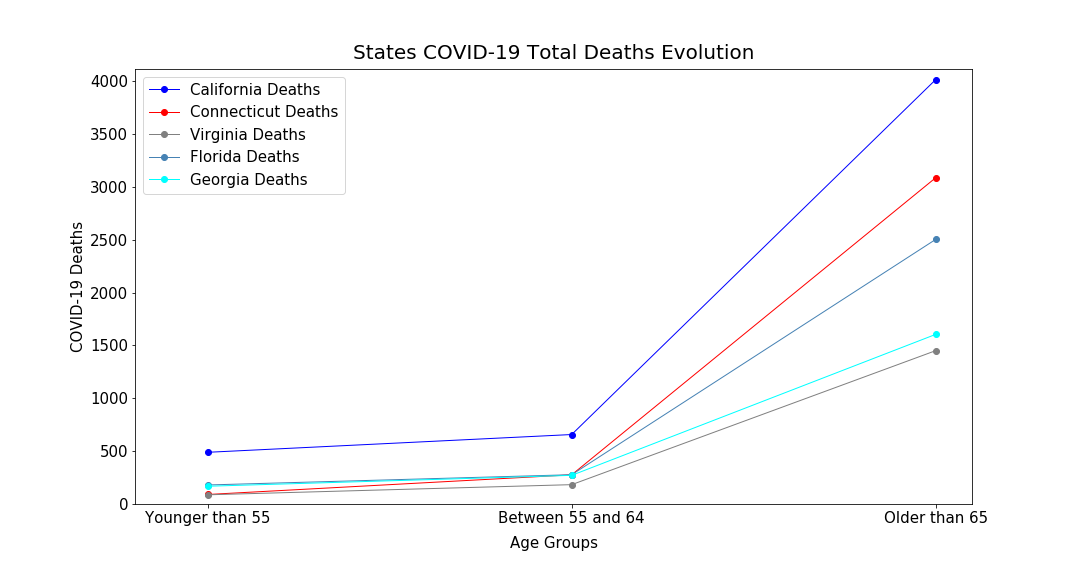 States COVID-19 Total Deaths Evolution
California Deaths
Connecticut Deaths
Virginia Deaths
Florida Deaths
Georgia Deaths
COVID-19 Deaths
4000
3500
3000
2500
2000
1500
1000
500
0
Younger than 55
Between 55 and 64
Older than 65
Age Groups